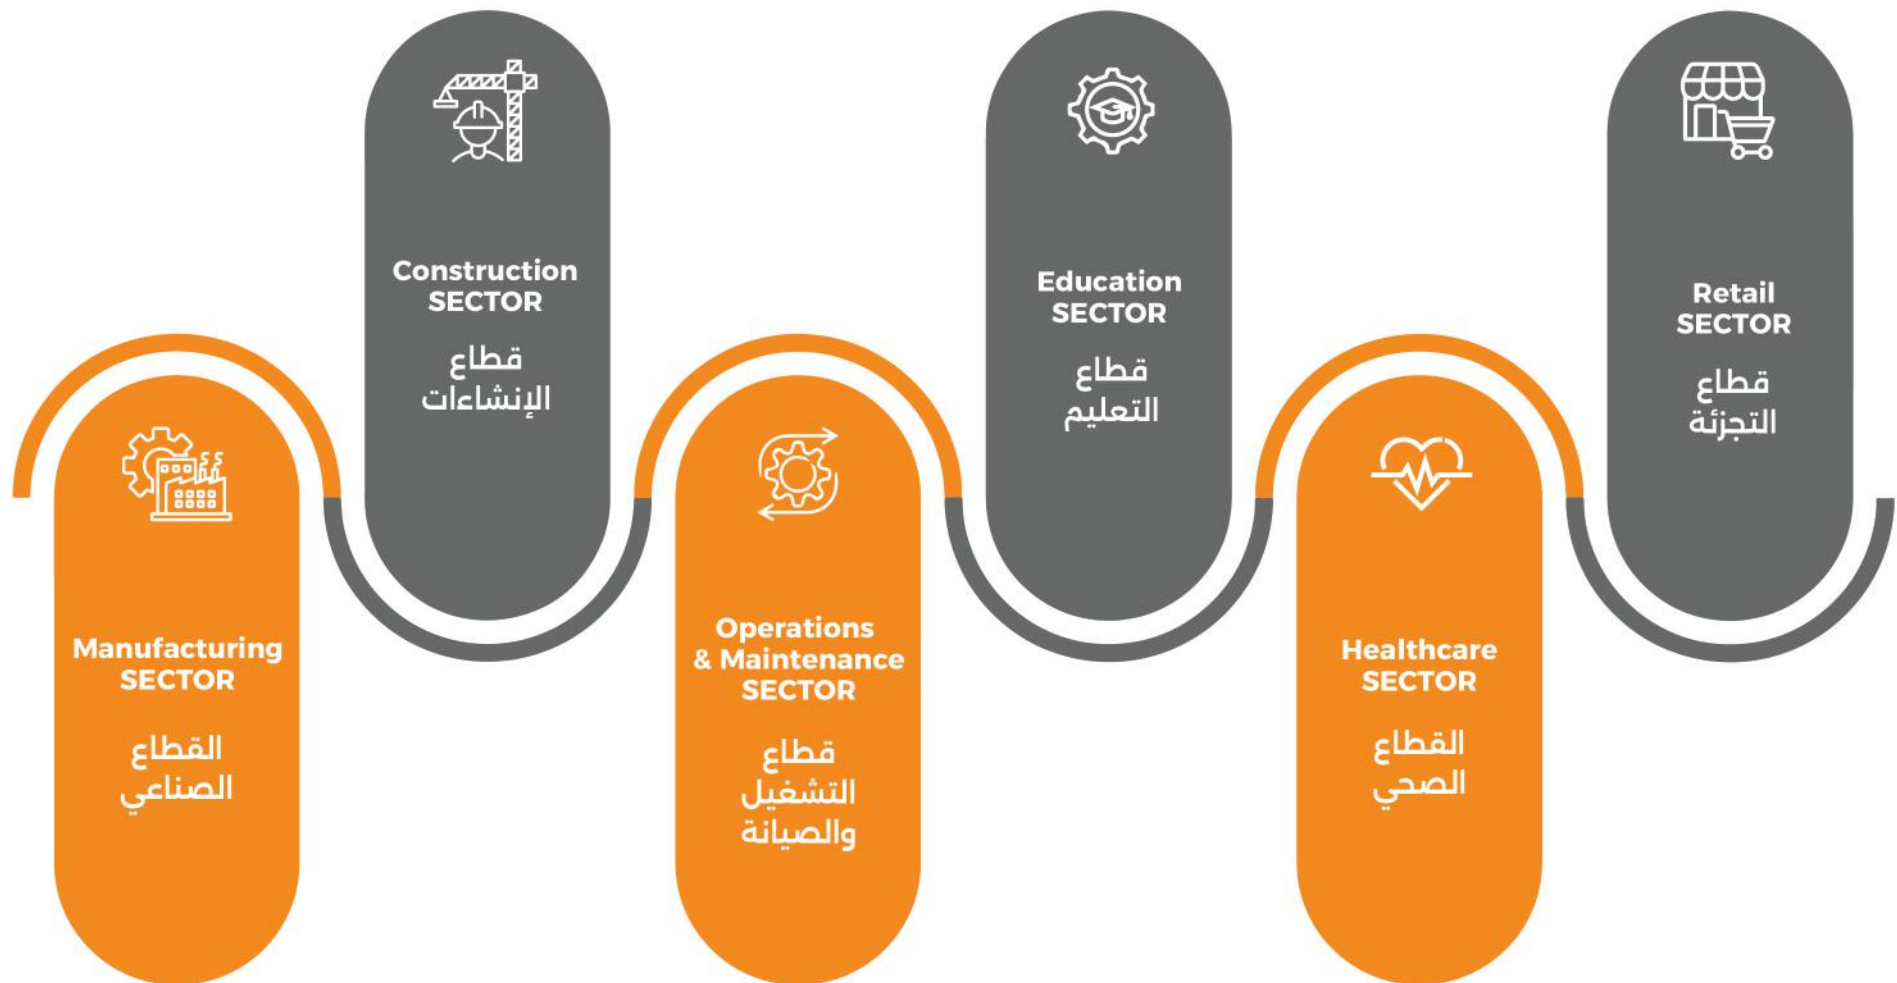 Manufacturing
SECTOR
القطاع
الصناعي
Construction
SECTOR
قطاع
الإنشاءات
Operations
& Maintenance
SECTOR
قطاع
التشغيل
والصيانة
Education
SECTOR
قطاع
التعليم
Healthcare
SECTOR
القطاع
الصحي
Retail
SECTOR
قطاع
التجزئة